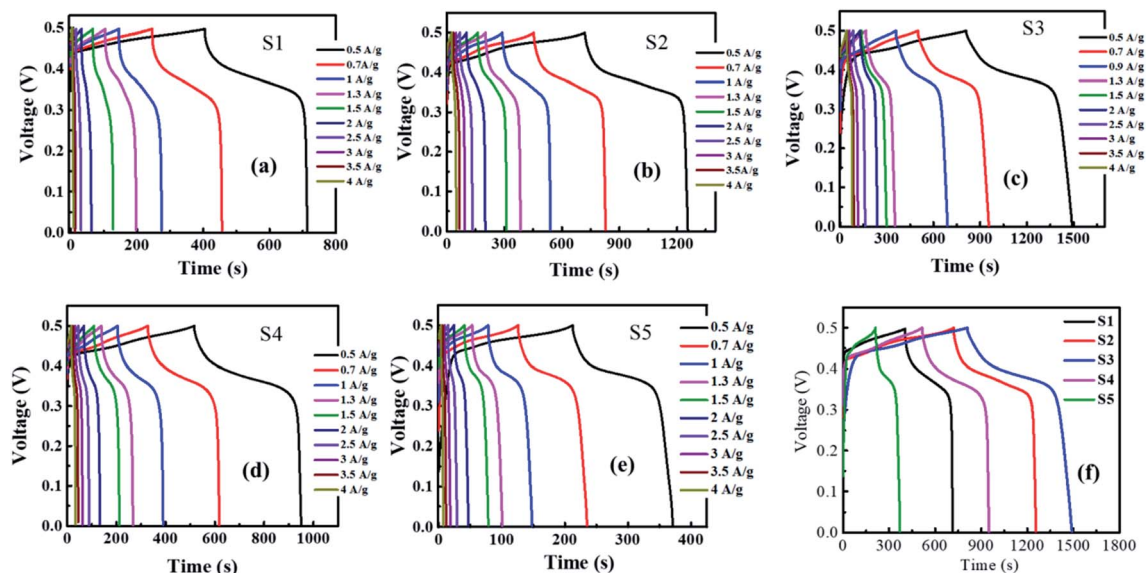 S1
0.5 A/g
0.7A/g
1 A/g
1.3 A/g
1.5 A/g
2 A/g
2.5 A/g
3 A/g
3.5 A/g
4 A/g
(a)
Voltage (V)
0.5
0.4
0.3
0.2
0.1
0.0
0 200 400 600 800
Time (s)
S2
0.5 A/g
0.7 A/g
1 A/g
1.3 A/g
1.5 A/g
2 A/g
2.5 A/g
3 A/g
3.5A/g
4 A/g
(b)
Voltage (V)
0.5
0.4
0.3
0.2
0.1
0.0
0 300 600 900 1200
Time (s)
S3
0.5 A/g
0.7 A/g
0.9 A/g
1.3 A/g
1.5 A/g
2 A/g
2.5 A/g
3 A/g
3.5 A/g
4 A/g
(c)
Voltage (V)
0.5
0.4
0.3
0.2
0.1
0.0
0 300 600 900 1200 1500
Time (s)
S4
0.5 A/g
0.7 A/g
1 A/g
1.3 A/g
1.5 A/g
2 A/g
2.5 A/g
3 A/g
3.5 A/g
4 A/g
(d)
Voltage (V)
0.5
0.4
0.3
0.2
0.1
0.0
0 200 400 600 800 1000
Time (s)
S5
0.5 A/g
0.7 A/g
1 A/g
1.3 A/g
1.5 A/g
2 A/g
2.5 A/g
3 A/g
3.5 A/g
4 A/g
(e)
Voltage (V)
0.5
0.4
0.3
0.2
0.1
0.0
0 100 200 300 400
Time (s)
S1
S2
S3
S4
S5
(f)
Voltage (V)
0.5
0.4
0.3
0.2
0.1
0.0
0 300 600 900 1200 1500 1800
Time (s)